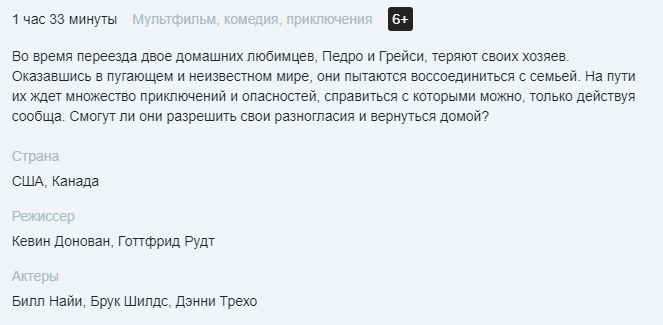 1 час 33 минуты Мультфильм, комедия, приключения 6+
Во время переезда двое домашних любимцев, Педро и Грейси, теряют своих хозяев.
Оказавшись в пугающем и неизвестном мире, они пытаются воссоединиться с семьей. На пути
их ждет множество приключений и опасностей, справиться с которыми можно, только действуя
сообща. Смогут ли они разрешить свои разногласия и вернуться домой?
Страна
США, Канада
Режиссер
Кевин Донован, Готтфрид Рудт
Актеры
Билл Найи, Брук Шилдс, Дэнни Трехо